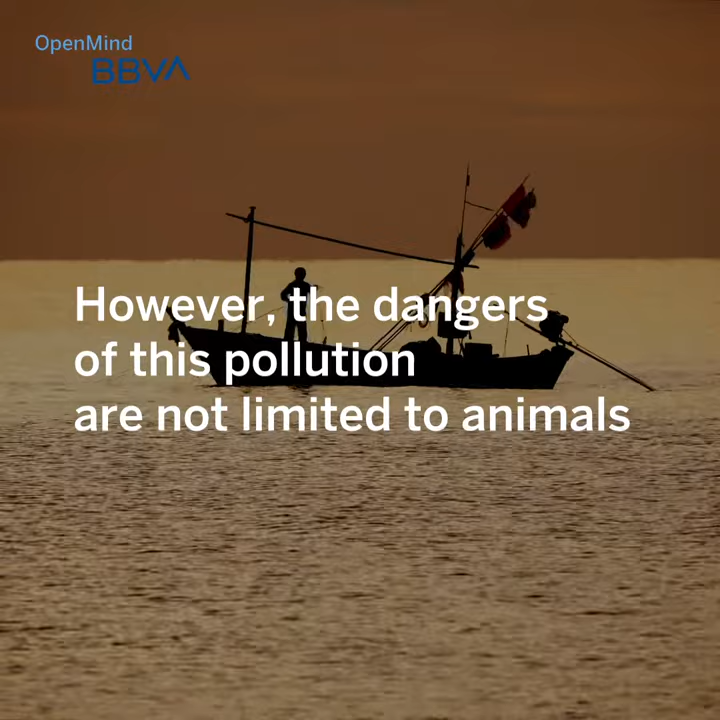 OpenMind
BBVA
However, the dangers
of this pollution
are not limited to animals